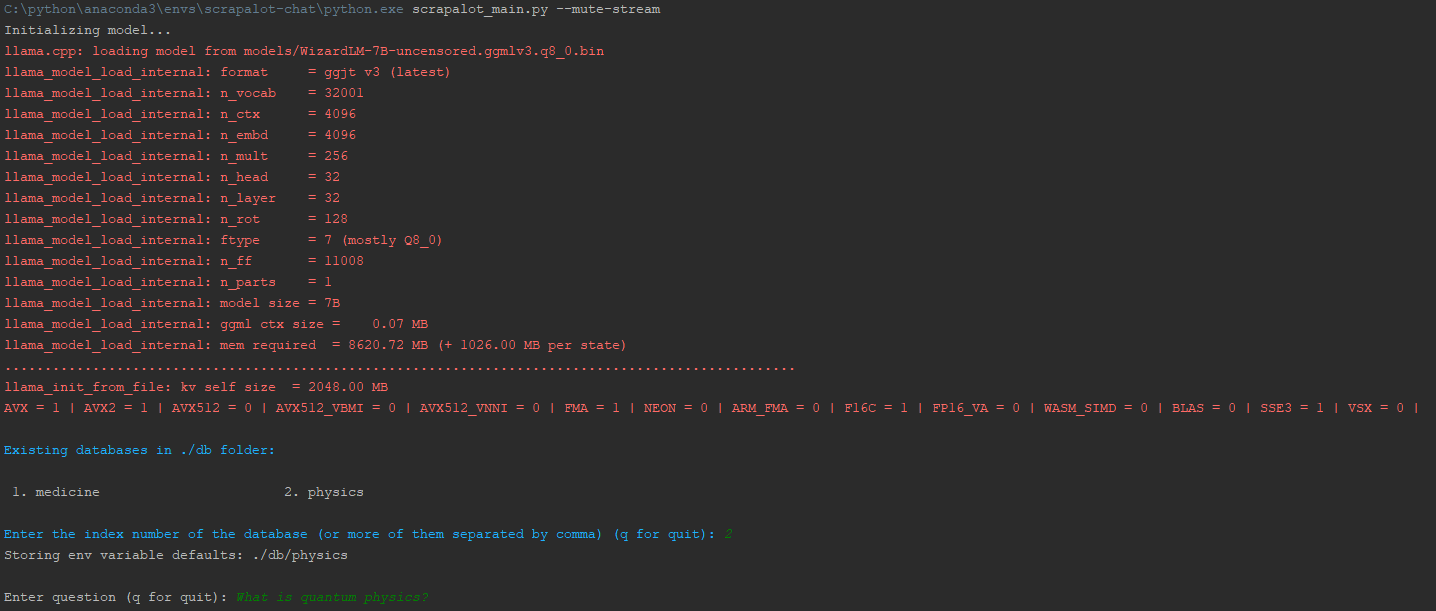 C:\python\anaconda3\envs\scrapalot-chat\python.exe scrapalot_main.py --mute-stream
Initializing model...
llama.cpp: loading model from models/WizardLM-7B-uncensored.ggmlv3.q8_0.bin
llama_model_load_internal: format     = ggjt v3 (latest)
llama_model_load_internal: n_vocab    = 32001
llama_model_load_internal: n_ctx      = 4096
llama_model_load_internal: n_embd     = 4096
llama_model_load_internal: n_mult     = 256
llama_model_load_internal: n_head     = 32
llama_model_load_internal: n_layer    = 32
llama_model_load_internal: n_rot      = 128
llama_model_load_internal: ftype      = 7 (mostly Q8_0)
llama_model_load_internal: n_ff       = 11008
llama_model_load_internal: n_parts    = 1
llama_model_load_internal: model size = 7B
llama_model_load_internal: ggml ctx size =    0.07 MB
llama_model_load_internal: mem required  = 8620.72 MB (+ 1026.00 MB per state)
...................................................................................................
llama_init_from_file: kv self size  = 2048.00 MB
AVX = 1 | AVX2 = 1 | AVX512 = 0 | AVX512_VBMI = 0 | AVX512_VNNI = 0 | FMA = 1 | NEON = 0 | ARM_FMA = 0 | F16C = 1 | FP16_VA = 0 | WASM_SIMD = 0 | BLAS = 0 | SSE3 = 1 | VSX = 0 |
Existing databases in ./db folder:
1. medicine                       2. physics
Enter the index number of the database (or more of them separated by comma) (q for quit): 2
Storing env variable defaults: ./db/physics
Enter question (q for quit): What is quantum physics?